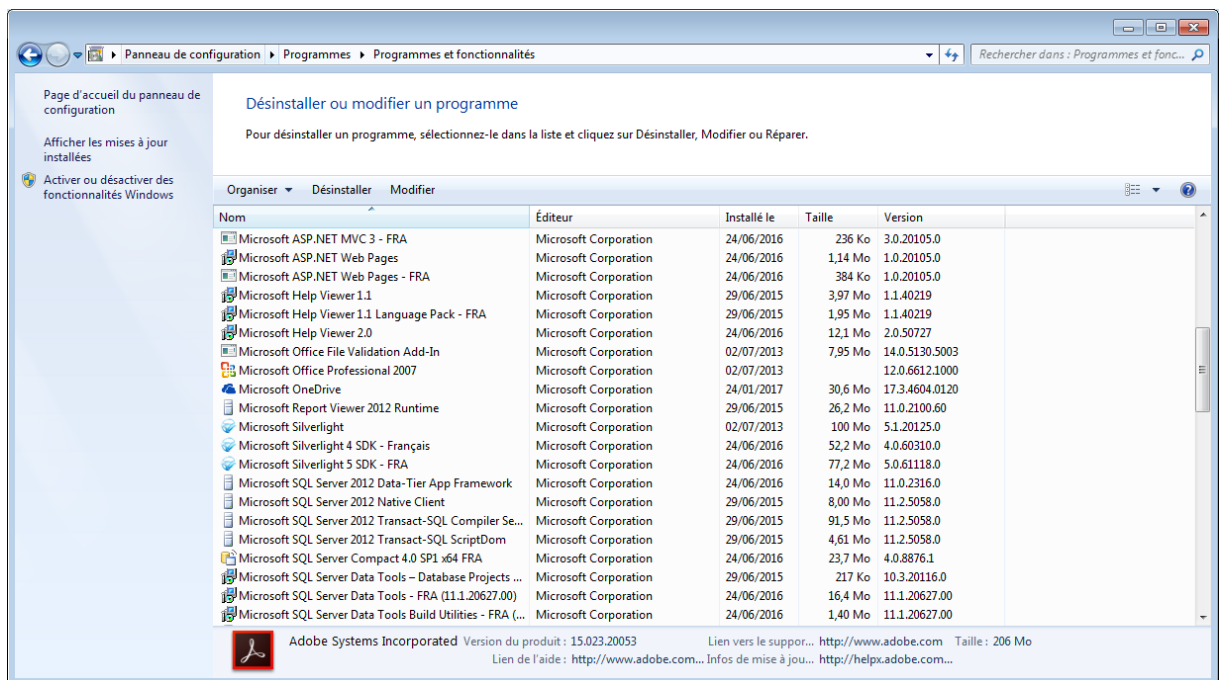 Panneau de configuration ▸ Programmes ▸ Programmes et fonctionnalités
Rechercher dans : Programmes et fonc...
Page d'accueil du panneau de
configuration
Afficher les mises à jour
installées
Activer ou désactiver des
fonctionnalités Windows
Désinstaller ou modifier un programme
Pour désinstaller un programme, sélectionnez-le dans la liste et cliquez sur Désinstaller, Modifier ou Réparer.
Organiser Désinstaller Modifier
Nom Éditeur Installé le Taille Version
Microsoft ASP.NET MVC 3 - FRA Microsoft Corporation 24/06/2016 236 Ko 3.0.20105.0
Microsoft ASP.NET Web Pages Microsoft Corporation 24/06/2016 1,14 Mo 1.0.20105.0
Microsoft ASP.NET Web Pages - FRA Microsoft Corporation 24/06/2016 384 Ko 1.0.20105.0
Microsoft Help Viewer 1.1 Microsoft Corporation 29/06/2015 3,97 Mo 1.1.40219
Microsoft Help Viewer 1.1 Language Pack - FRA Microsoft Corporation 29/06/2015 1,95 Mo 1.1.40219
Microsoft Help Viewer 2.0 Microsoft Corporation 24/06/2016 12,1 Mo 2.0.50727
Microsoft Office File Validation Add-In Microsoft Corporation 02/07/2013 7,95 Mo 14.0.5130.5003
Microsoft Office Professional 2007 Microsoft Corporation 02/07/2013 12.0.6612.1000
Microsoft OneDrive Microsoft Corporation 24/01/2017 30,6 Mo 17.3.4604.0120
Microsoft Report Viewer 2012 Runtime Microsoft Corporation 29/06/2015 26,2 Mo 11.0.2100.60
Microsoft Silverlight Microsoft Corporation 02/07/2013 100 Mo 5.1.20125.0
Microsoft Silverlight 4 SDK - Français Microsoft Corporation 24/06/2016 52,2 Mo 4.0.60310.0
Microsoft Silverlight 5 SDK - FRA Microsoft Corporation 24/06/2016 77,2 Mo 5.0.61118.0
Microsoft SQL Server 2012 Data-Tier App Framework Microsoft Corporation 24/06/2016 14,0 Mo 11.0.2316.0
Microsoft SQL Server 2012 Native Client Microsoft Corporation 29/06/2015 8,00 Mo 11.2.5058.0
Microsoft SQL Server 2012 Transact-SQL Compiler Se... Microsoft Corporation 29/06/2015 91,5 Mo 11.2.5058.0
Microsoft SQL Server 2012 Transact-SQL ScriptDom Microsoft Corporation 29/06/2015 4,61 Mo 11.2.5058.0
Microsoft SQL Server Compact 4.0 SP1 x64 FRA Microsoft Corporation 24/06/2016 23,7 Mo 4.0.8876.1
Microsoft SQL Server Data Tools – Database Projects ... Microsoft Corporation 29/06/2015 217 Ko 10.3.20116.0
Microsoft SQL Server Data Tools - FRA (11.1.20627.00) Microsoft Corporation 24/06/2016 16,4 Mo 11.1.20627.00
Microsoft SQL Server Data Tools Build Utilities - FRA (... Microsoft Corporation 24/06/2016 1,40 Mo 11.1.20627.00
Adobe Systems Incorporated Version du produit : 15.023.20053 Lien vers le suppor... http://www.adobe.com Taille : 206 Mo
Lien de l'aide : http://www.adobe.com... Infos de mise à jou... http://helpx.adobe.com...